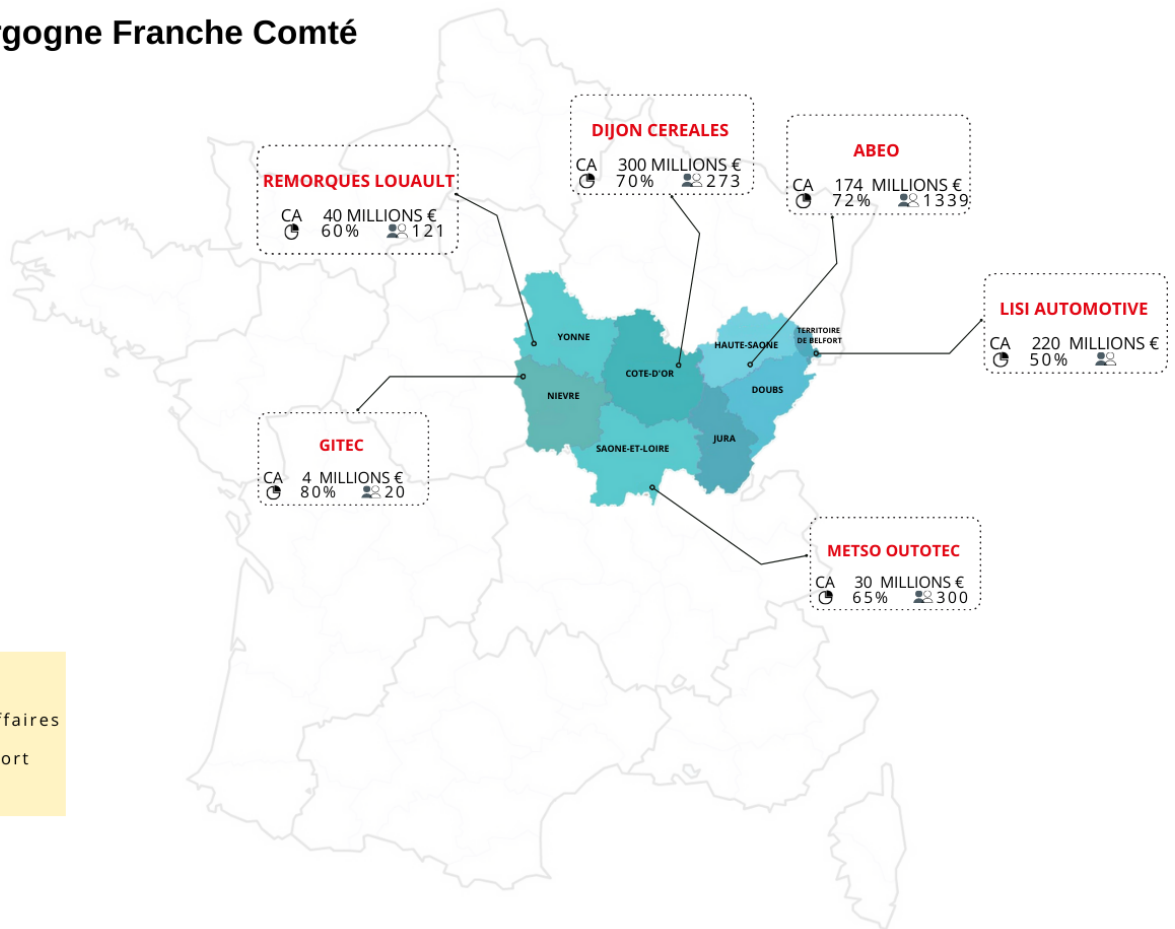 rgogne Franche Comté
DIJON CEREALES
CA 300 MILLIONS €
70% 273
ABEO
CA 174 MILLIONS €
72% 1339
REMORQUES LOUAULT
CA 40 MILLIONS €
60% 121
LISI AUTOMOTIVE
CA 220 MILLIONS €
50%
YONNE
TERRITOIRE
DE BELFORT
HAUTE-SAONE
COTE-D'OR
DOUBS
NIEVRE
JURA
SAONE-ET-LOIRE
GITEC
CA 4 MILLIONS €
80% 20
METSO OUTOTEC
CA 30 MILLIONS €
65% 300
ffaires
ort